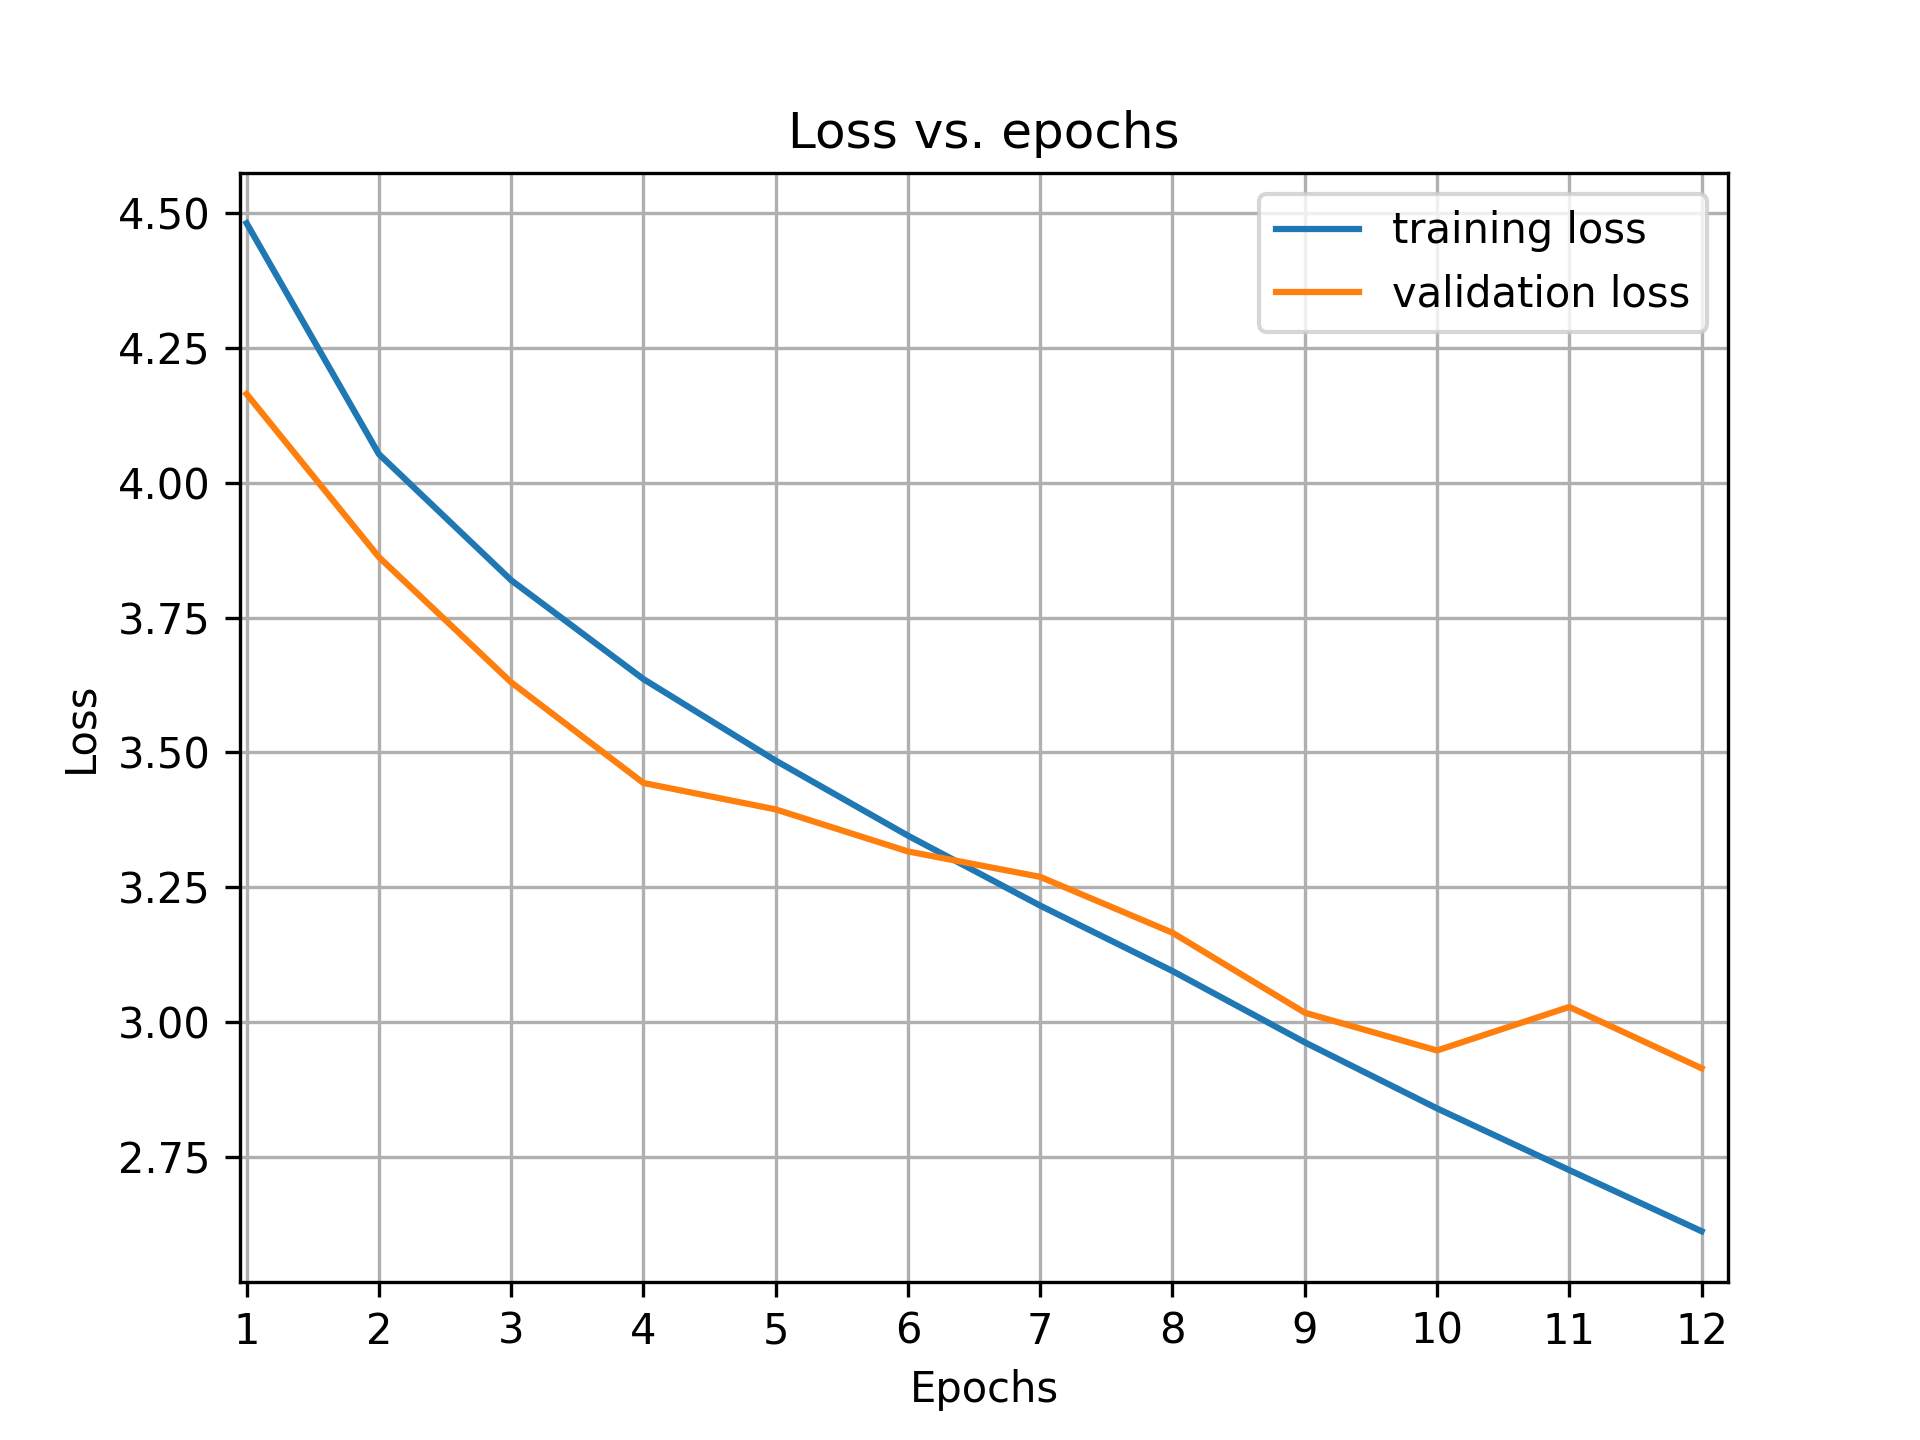 Loss vs. epochs
training loss
validation loss
4.50
4.25
4.00
3.75
3.50
3.25
3.00
2.75
Loss
1 2 3 4 5 6 7 8 9 10 11 12
Epochs